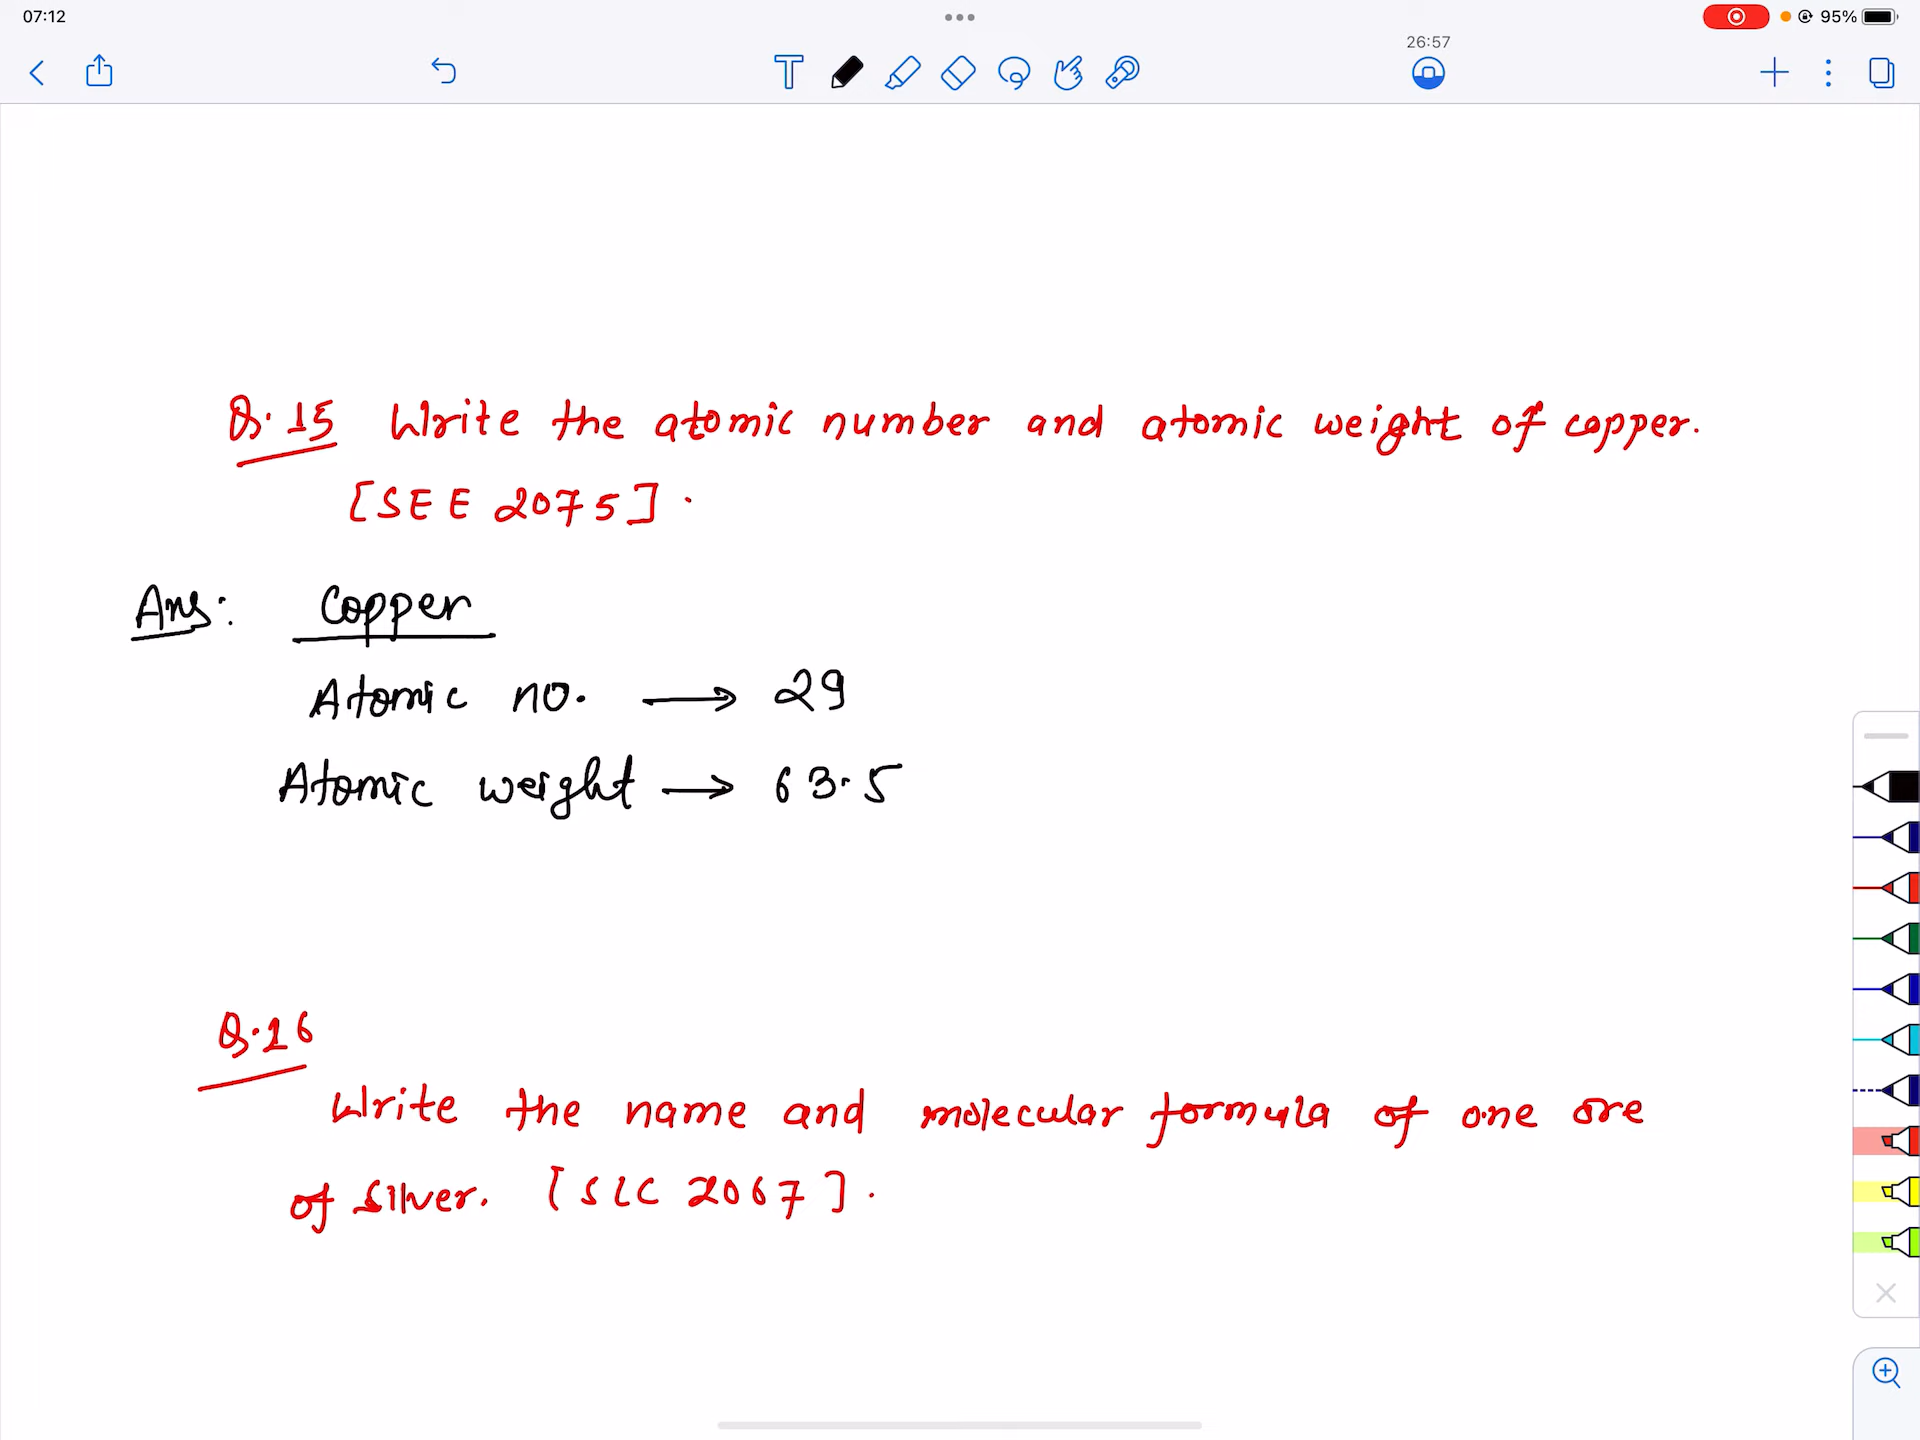 07:12
95%
26:57
Q.15 Write the atomic number and atomic weight of copper.
[SEE 2075].
Ans: Copper
Atomic no. → 29
Atomic weight → 63.5
Q.16
Write the name and molecular formula of one ore
of silver. [SLC 2067].